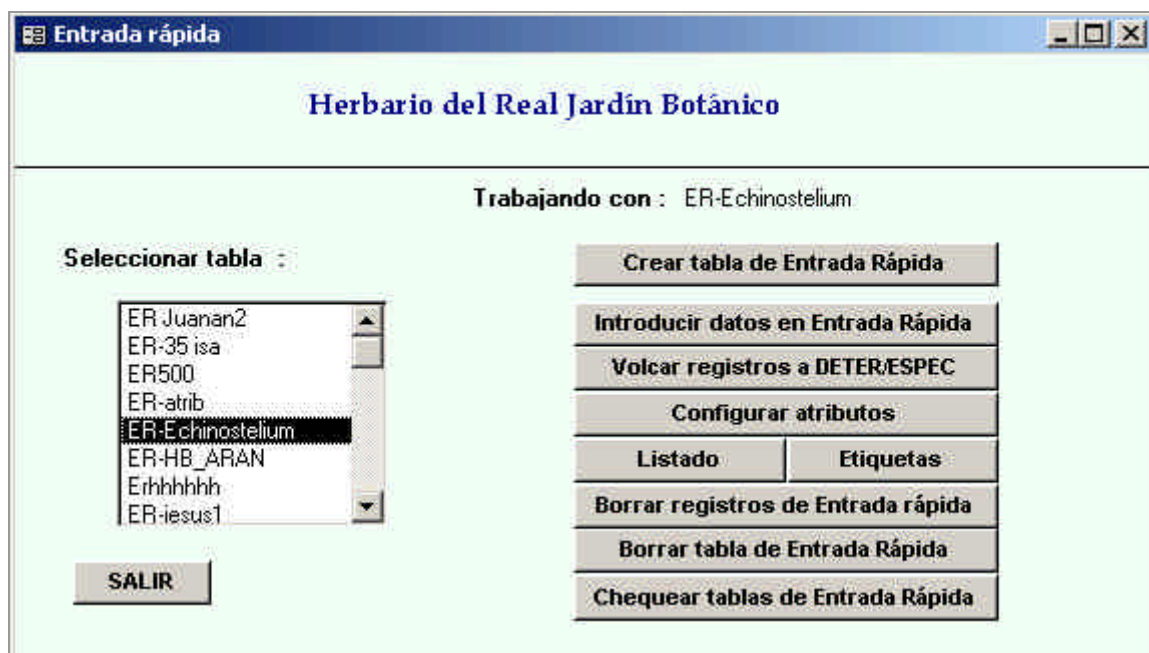 Entrada rápida
Herbario del Real Jardín Botánico
Trabajando con : ER-Echinostelium
Seleccionar tabla :
ER Juanan2
ER-35 isa
ER500
ER-atrib
ER-Echinostelium
ER-HB_ARAN
Erhhhhhh
ER-iesus1
SALIR
Crear tabla de Entrada Rápida
Introducir datos en Entrada Rápida
Volcar registros a DETER/ESPEC
Configurar atributos
Listado Etiquetas
Borrar registros de Entrada rápida
Borrar tabla de Entrada Rápida
Chequear tablas de Entrada Rápida